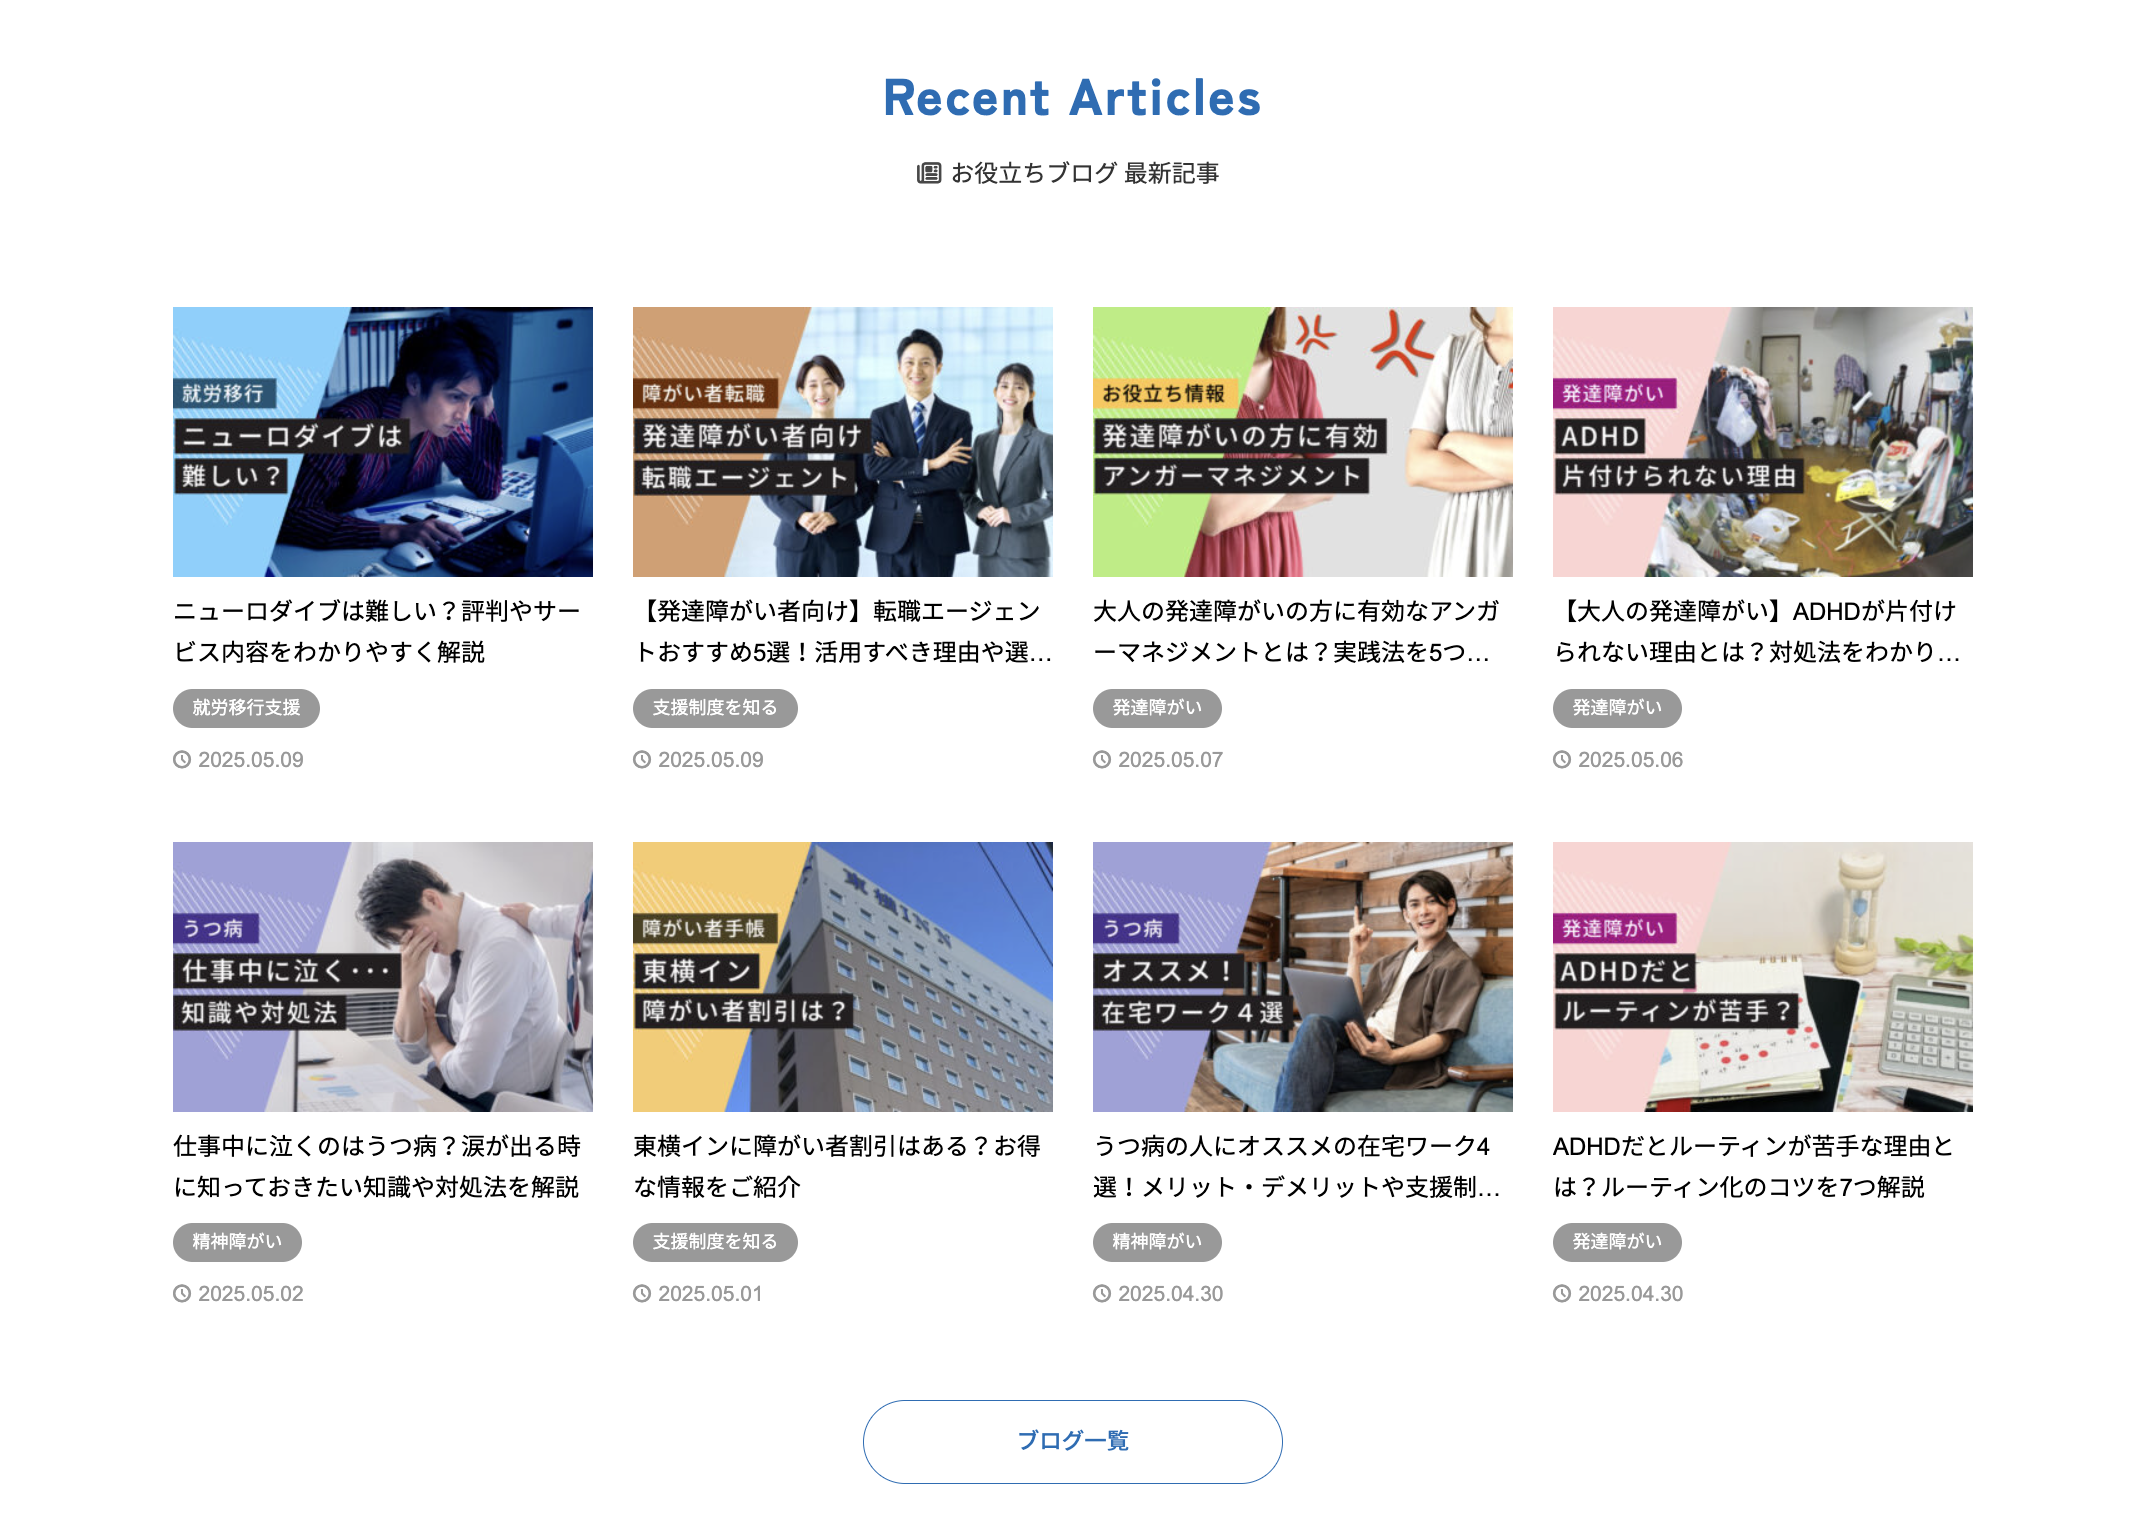 Recent Articles
お役立ちブログ 最新記事
就労移行
ニューロダイブは
難しい？
障がい者転職
発達障がい者向け
転職エージェント
お役立ち情報
発達障がいの方に有効
アンガーマネジメント
発達障がい
ADHD
片付けられない理由
ニューロダイブは難しい？評判やサー
ビス内容をわかりやすく解説
就労移行支援
2025.05.09
【発達障がい者向け】転職エージェン
トおすすめ5選！活用すべき理由や選…
支援制度を知る
2025.05.09
大人の発達障がいの方に有効なアンガ
ーマネジメントとは？実践法を5つ…
発達障がい
2025.05.07
【大人の発達障がい】ADHDが片付け
られない理由とは？対処法をわかり…
発達障がい
2025.05.06
うつ病
仕事中に泣く･･･
知識や対処法
障がい者手帳
東横イン
障がい者割引は？
東横INN
うつ病
オススメ！
在宅ワーク４選
発達障がい
ADHDだと
ルーティンが苦手？
仕事中に泣くのはうつ病？涙が出る時
に知っておきたい知識や対処法を解説
精神障がい
2025.05.02
東横インに障がい者割引はある？お得
な情報をご紹介
支援制度を知る
2025.05.01
うつ病の人にオススメの在宅ワーク4
選！メリット・デメリットや支援制…
精神障がい
2025.04.30
ADHDだとルーティンが苦手な理由と
は？ルーティン化のコツを7つ解説
発達障がい
2025.04.30
ブログ一覧